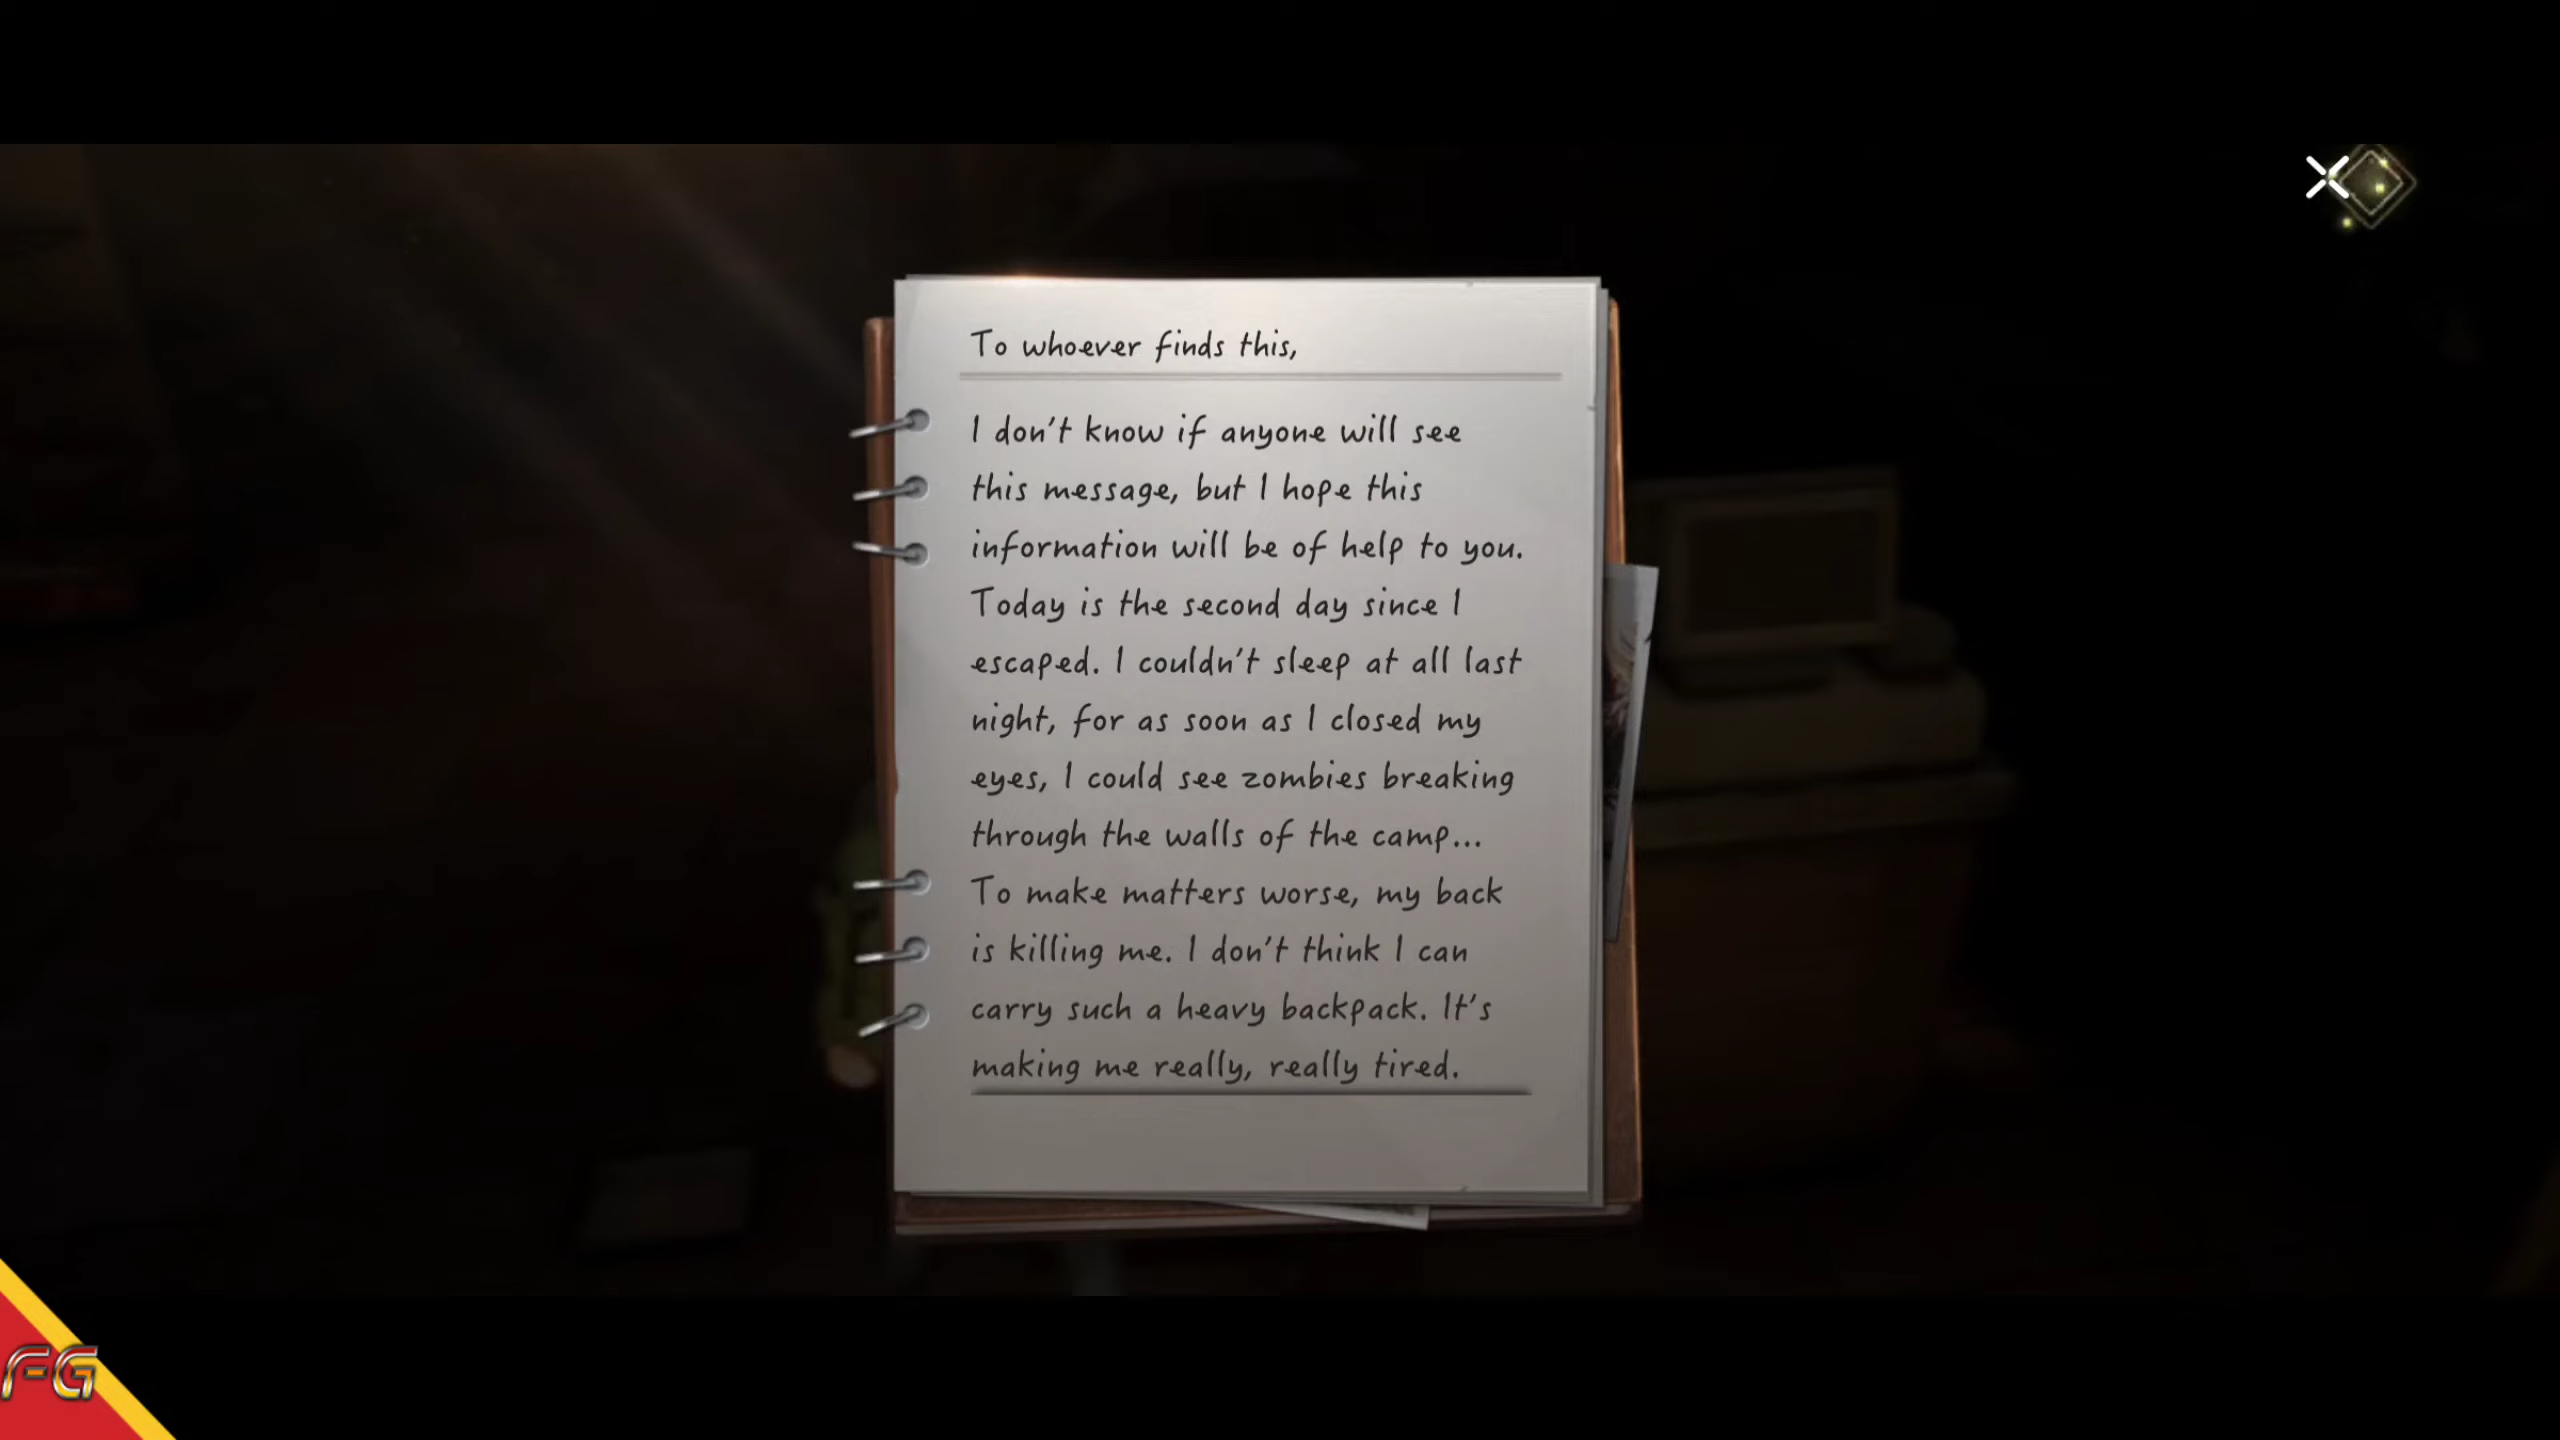 To whoever finds this,
I don't know if anyone will see
this message, but I hope this
information will be of help to you.
Today is the second day since I
escaped. I couldn't sleep at all last
night, for as soon as I closed my
eyes, I could see zombies breaking
through the walls of the camp...
To make matters worse, my back
is killing me. I don't think I can
carry such a heavy backpack. It's
making me really, really tired.
FG